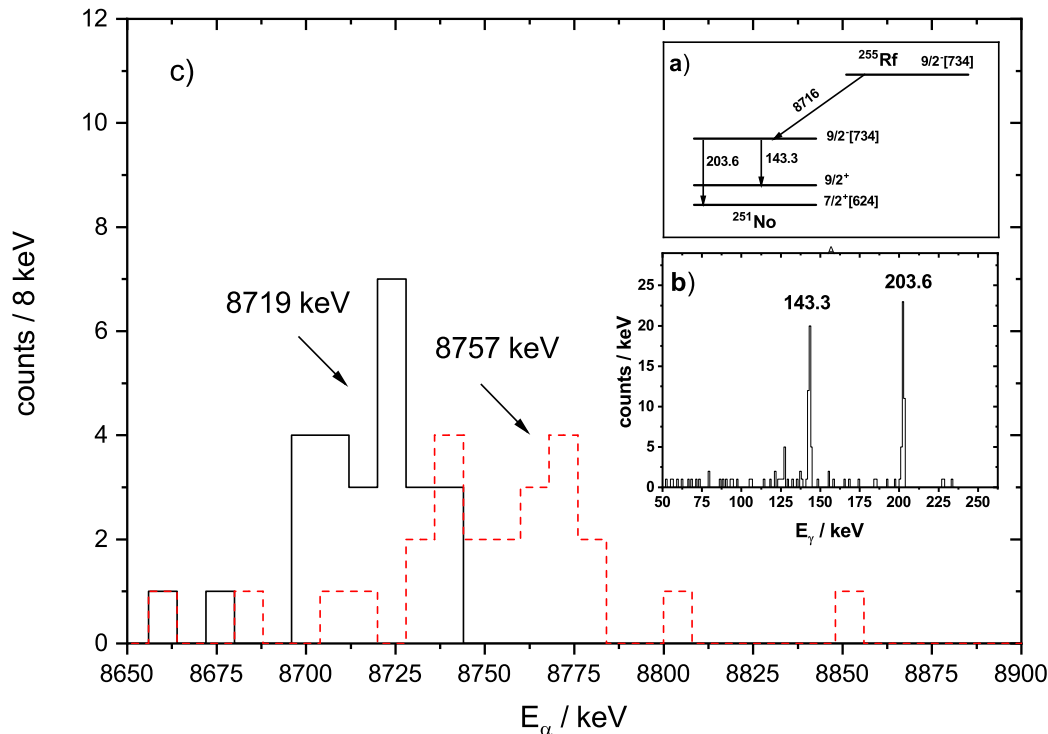 c)
8719 keV
8757 keV
counts / 8 keV
12
10
8
6
4
2
0
8650 8675 8700 8725 8750 8775 8800 8825 8850 8875 8900
E_α / keV
a)
²⁵⁵Rf 9/2⁻[734]
8716
9/2⁻[734]
203.6 143.3
9/2⁺
7/2⁺[624]
²⁵¹No
b)
203.6
143.3
counts / keV
25
20
15
10
5
0
50 75 100 125 150 175 200 225 250
E_γ / keV